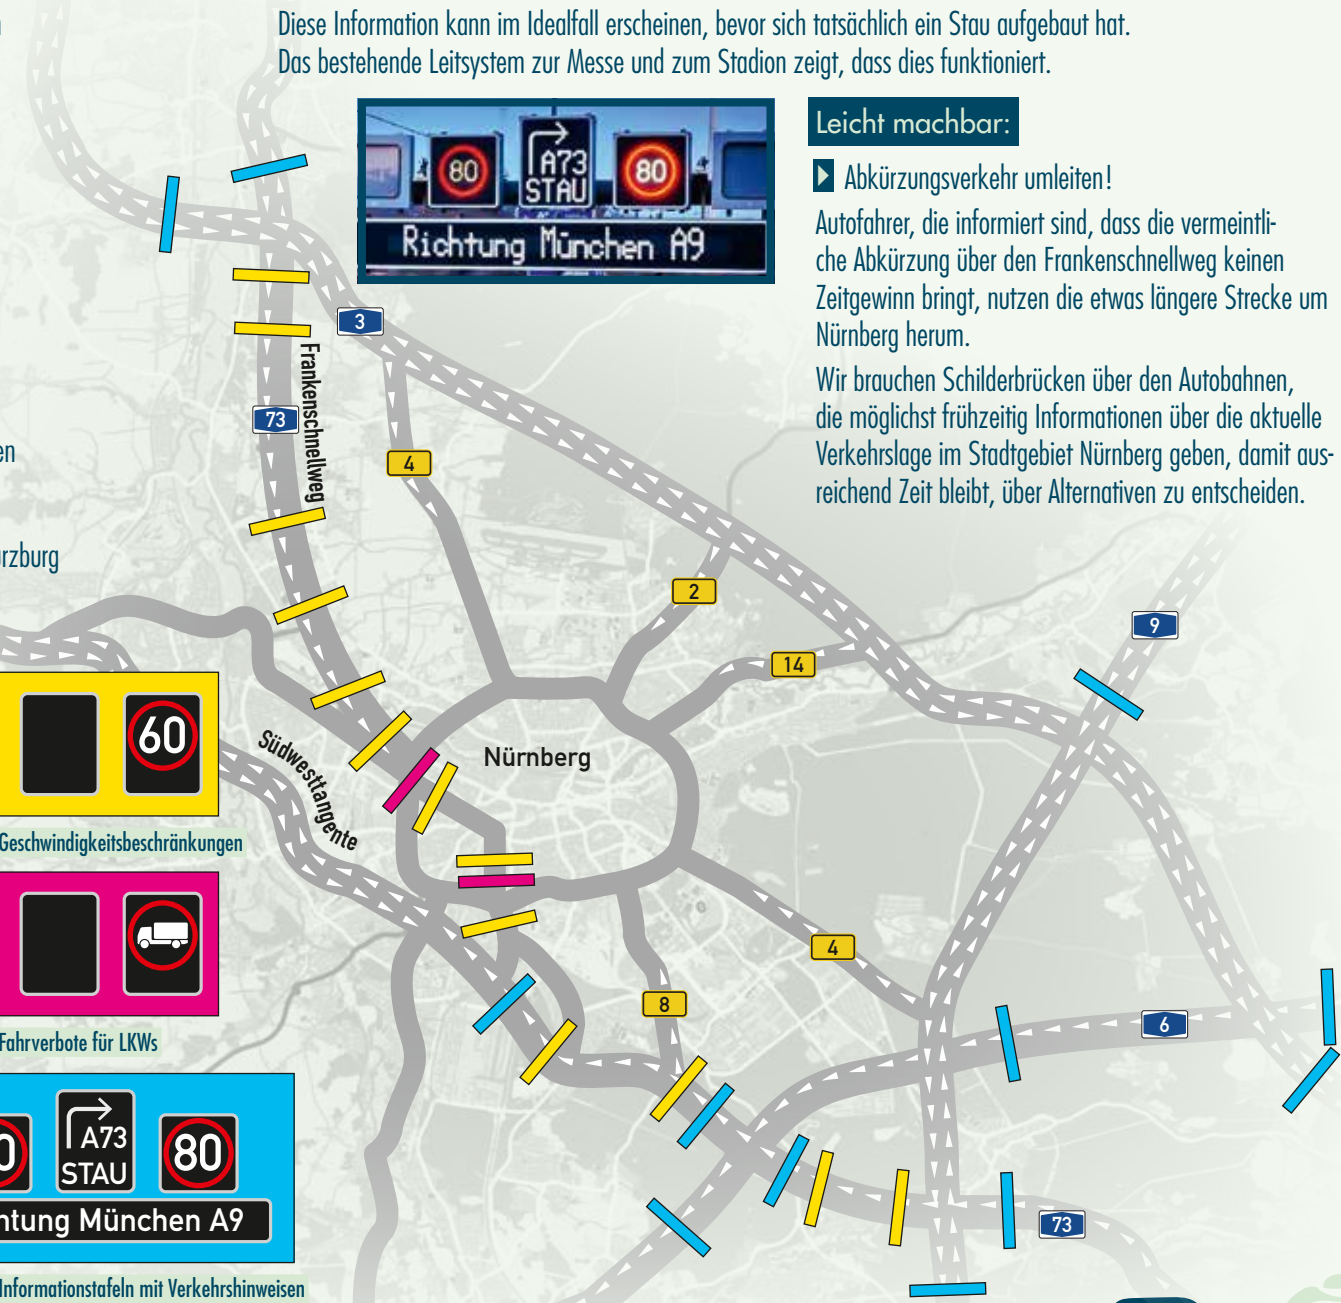 Diese Information kann im Idealfall erscheinen, bevor sich tatsächlich ein Stau aufgebaut hat.
Das bestehende Leitsystem zur Messe und zum Stadion zeigt, dass dies funktioniert.
80
A73
STAU
80
Richtung München A9
Leicht machbar:
Abkürzungsverkehr umleiten!
Autofahrer, die informiert sind, dass die vermeintli-
che Abkürzung über den Frankenschnellweg keinen
Zeitgewinn bringt, nutzen die etwas längere Strecke um
Nürnberg herum.
Wir brauchen Schilderbrücken über den Autobahnen,
die möglichst frühzeitig Informationen über die aktuelle
Verkehrslage im Stadtgebiet Nürnberg geben, damit aus-
reichend Zeit bleibt, über Alternativen zu entscheiden.
3
Frankenschnellweg
73
4
2
14
9
Südwesttangente
Nürnberg
4
8
6
73
en
rzburg
60
Geschwindigkeitsbeschränkungen
Fahrverbote für LKWs
0
A73
STAU
80
htung München A9
Informationstafeln mit Verkehrshinweisen